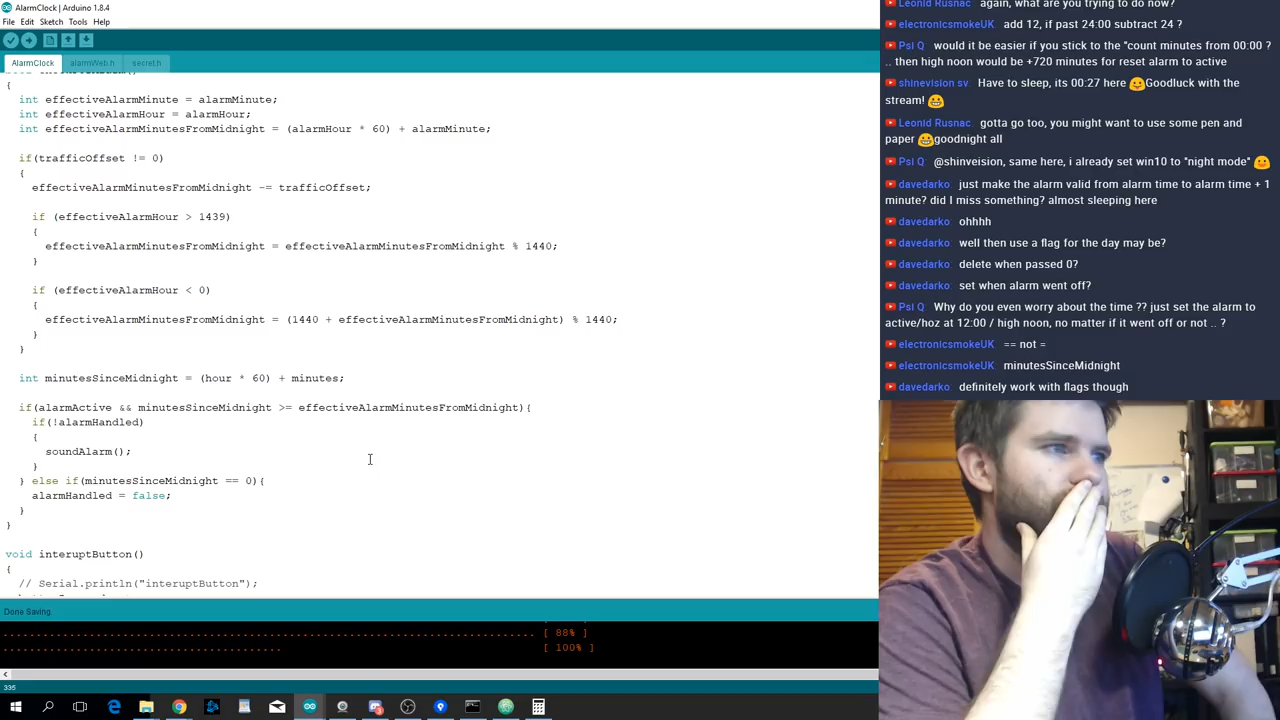 AlarmClock | Arduino 1.8.4
File Edit Sketch Tools Help
AlarmClock alarmWeb.h secret.h
{
int effectiveAlarmMinute = alarmMinute;
int effectiveAlarmHour = alarmHour;
int effectiveAlarmMinutesFromMidnight = (alarmHour * 60) + alarmMinute;
if(trafficOffset != 0)
{
effectiveAlarmMinutesFromMidnight -= trafficOffset;
if (effectiveAlarmHour > 1439)
{
effectiveAlarmMinutesFromMidnight = effectiveAlarmMinutesFromMidnight % 1440;
}
if (effectiveAlarmHour < 0)
{
effectiveAlarmMinutesFromMidnight = (1440 + effectiveAlarmMinutesFromMidnight) % 1440;
}
}
int minutesSinceMidnight = (hour * 60) + minutes;
if(alarmActive && minutesSinceMidnight >= effectiveAlarmMinutesFromMidnight){
if(!alarmHandled)
{
soundAlarm();
}
} else if(minutesSinceMidnight == 0){
alarmHandled = false;
}
}
void interuptButton()
{
// Serial.println("interuptButton");
Done Saving.
................................................................................ [ 88% ]
.......................................... [ 100% ]
335
Leonid Rusnac again, what are you trying to do now?
electronicsmokeUK add 12, if past 24:00 subtract 24 ?
Psi Q would it be easier if you stick to the "count minutes from 00:00 ?
.. then high noon would be +720 minutes for reset alarm to active
shinevision sv Have to sleep, its 00:27 here 😛Goodluck with the
stream! 😀
Leonid Rusnac gotta go too, you might want to use some pen and
paper 😀goodnight all
Psi Q @shinveision, same here, i already set win10 to "night mode" 😛
davedarko just make the alarm valid from alarm time to alarm time + 1
minute? did I miss something? almost sleeping here
davedarko ohhhh
davedarko well then use a flag for the day may be?
davedarko delete when passed 0?
davedarko set when alarm went off?
Psi Q Why do you even worry about the time ?? just set the alarm to
active/hoz at 12:00 / high noon, no matter if it went off or not .. ?
electronicsmokeUK == not =
electronicsmokeUK minutesSinceMidnight
davedarko definitely work with flags though